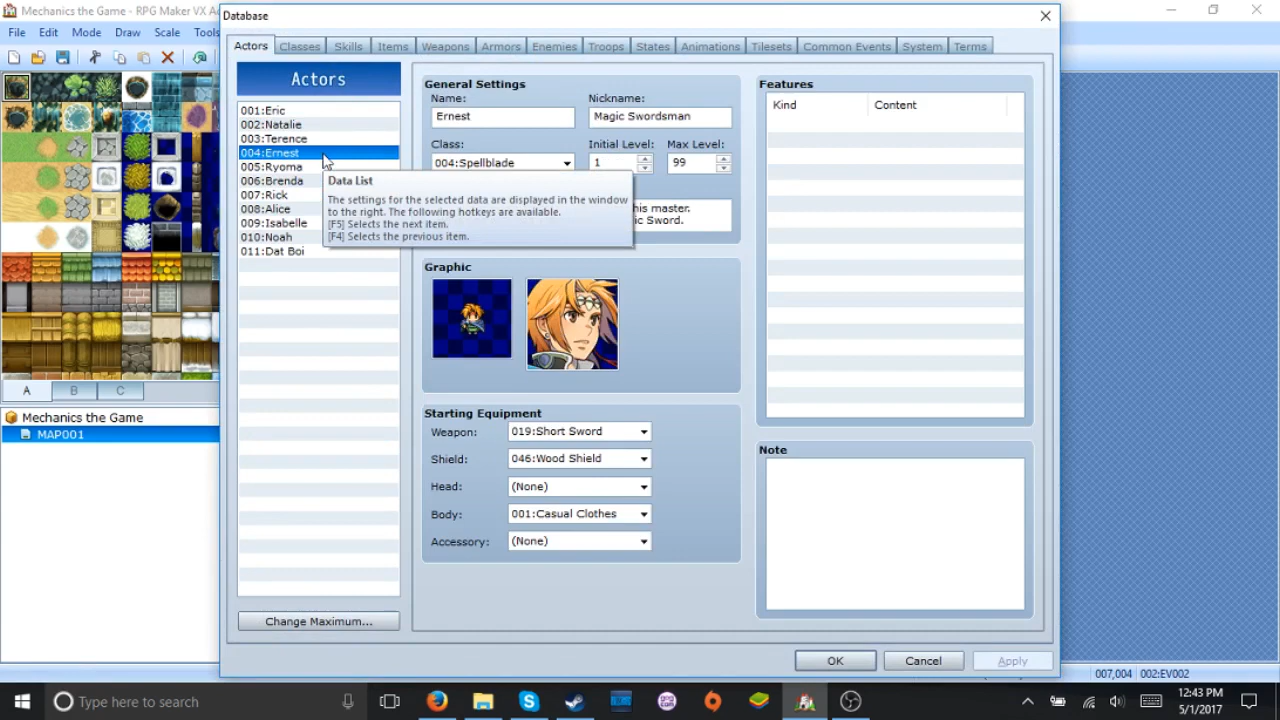 Mechanics the Game - RPG Maker VX Ac
File Edit Mode Draw Scale Tools
Database
Actors Classes Skills Items Weapons Armors Enemies Troops States Animations Tilesets Common Events System Terms
Actors
001:Eric
002:Natalie
003:Terence
004:Ernest
005:Ryoma
006:Brenda
007:Rick
008:Alice
009:Isabelle
010:Noah
011:Dat Boi
Change Maximum...
General Settings
Name: Nickname:
Ernest Magic Swordsman
Class: Initial Level: Max Level:
004:Spellblade 1 99
Data List
The settings for the selected data are displayed in the window
to the right. The following hotkeys are available.
[F5] Selects the next item.
[F4] Selects the previous item.
his master.
ic Sword.
Graphic
Starting Equipment
Weapon: 019:Short Sword
Shield: 046:Wood Shield
Head: (None)
Body: 001:Casual Clothes
Accessory: (None)
Features
Kind Content
Note
OK Cancel Apply
A B C
Mechanics the Game
MAP001
007,004 002:EV002
Type here to search
12:43 PM
5/1/2017